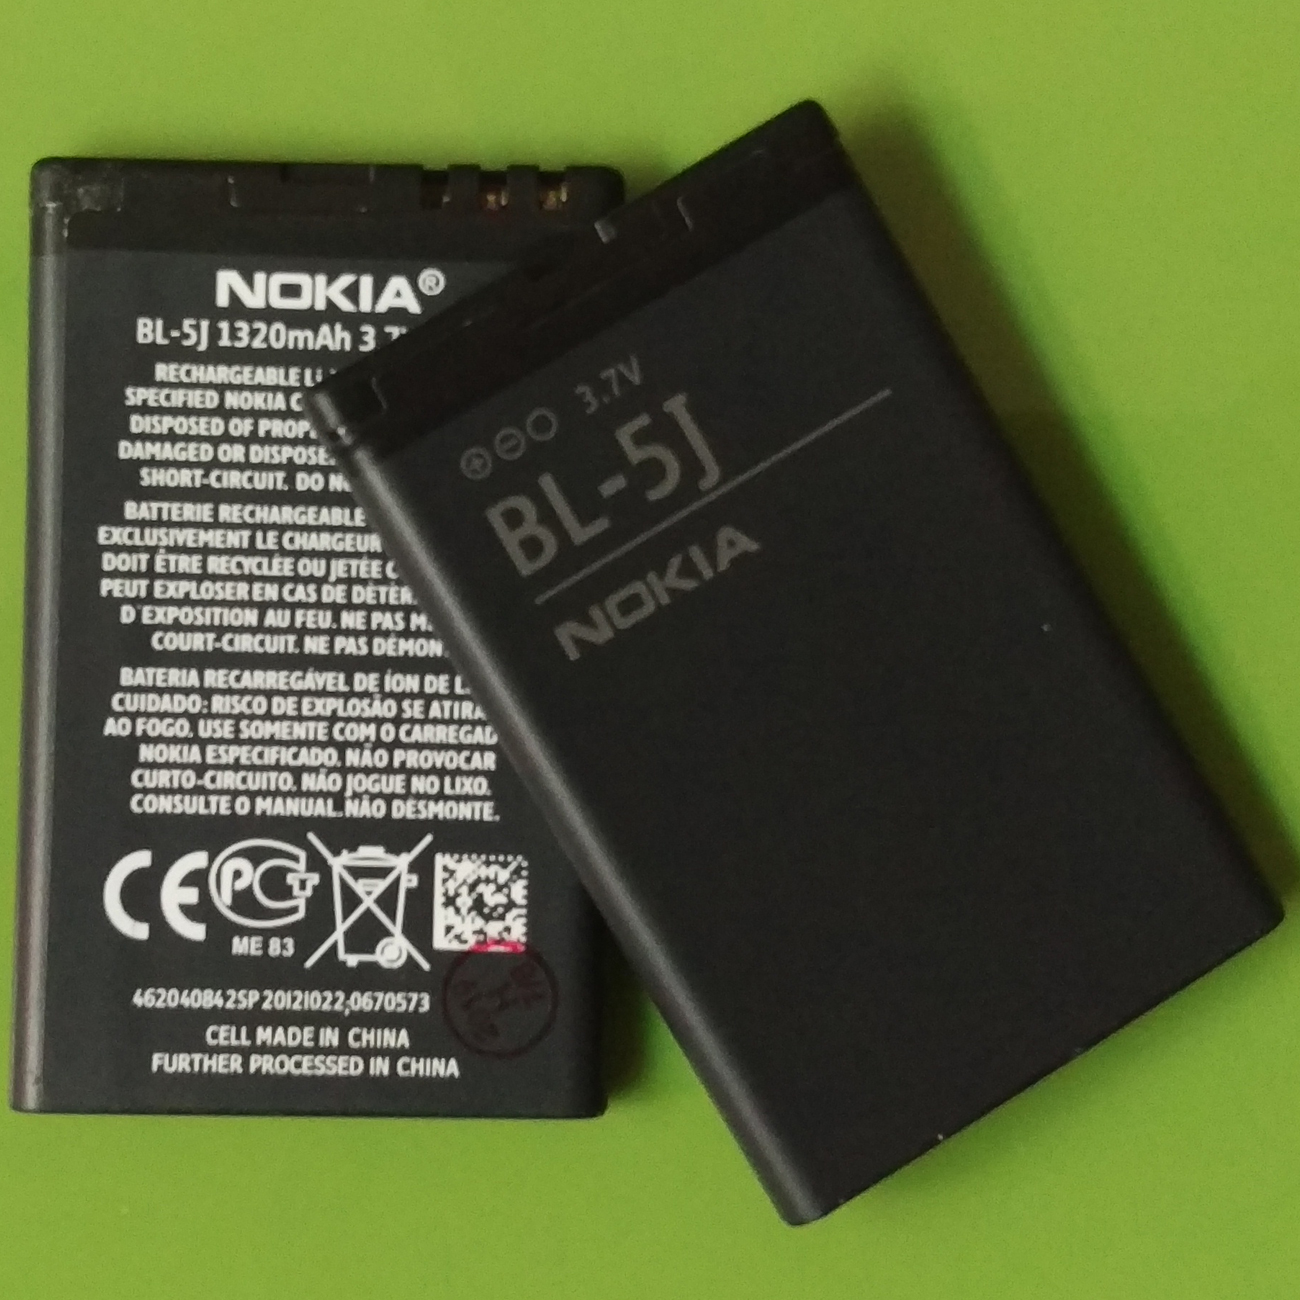 NOKIA®
BL-5J 1320mAh 3.7
RECHARGEABLE Li-
SPECIFIED NOKIA C
DISPOSED OF PROP
DAMAGED OR DISPOSE
SHORT-CIRCUIT. DO N
BATTERIE RECHARGEABLE
EXCLUSIVEMENT LE CHARGEUR
DOIT ÊTRE RECYCLÉE OU JETÉE C
PEUT EXPLOSER EN CAS DE DÉTÉR
D'EXPOSITION AU FEU. NE PAS M
COURT-CIRCUIT. NE PAS DÉMON
BATERIA RECARREGÁVEL DE ÍON DE L
CUIDADO: RISCO DE EXPLOSÃO SE ATIRA
AO FOGO. USE SOMENTE COM O CARREGAD
NOKIA ESPECIFICADO. NÃO PROVOCAR
CURTO-CIRCUITO. NÃO JOGUE NO LIXO.
CONSULTE O MANUAL. NÃO DESMONTE.
CE PCT
ME 83
462040842SP 20121022;0670573
CELL MADE IN CHINA
FURTHER PROCESSED IN CHINA
+ - 3.7V
BL-5J
NOKIA